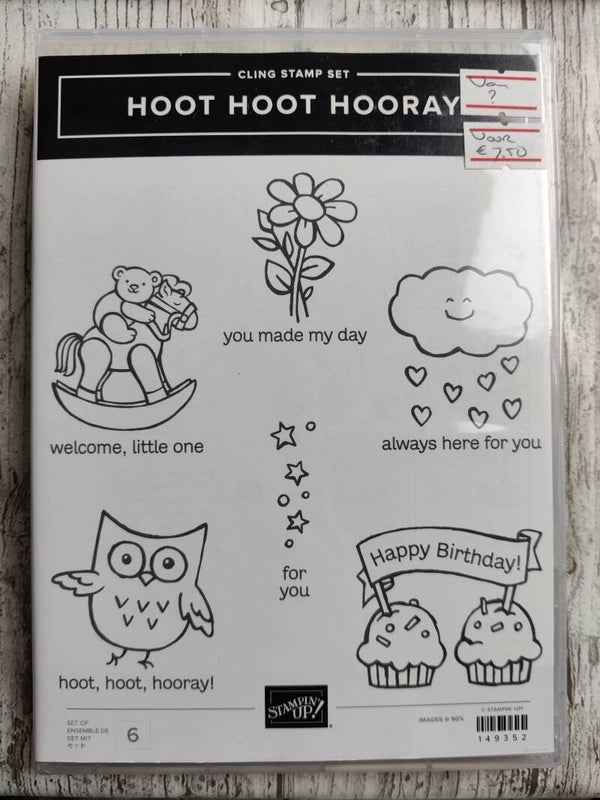 CLING STAMP SET
HOOT HOOT HOORAY
Van
?
Voor
€ 7.50
you made my day
welcome, little one
always here for you
for
you
Happy Birthday!
hoot, hoot, hooray!
STAMPIN' UP!
SET OF
ENSEMBLE DE
SET MIT
セット
6
IMAGES @ 90%
© STAMPIN' UP!
149352